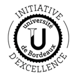 INITIATIVE
université
de Bordeaux
D'EXCELLENCE